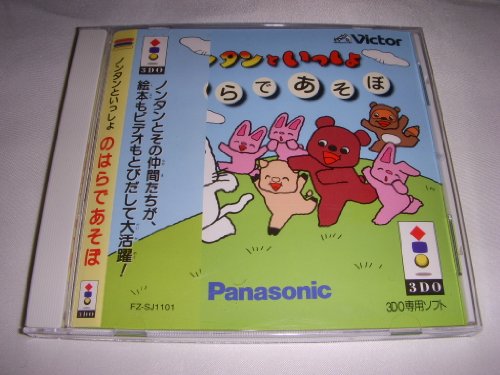 3DO
ノンタンといっしょ のはらであそぼ
ノンタンとその仲間たちが、
絵本もビデオもとびだして大活躍!
FZ-SJ1101
3DO
Victor
ンタンといっしょ
らであそぼ
Panasonic
3DO
3DO専用ソフト